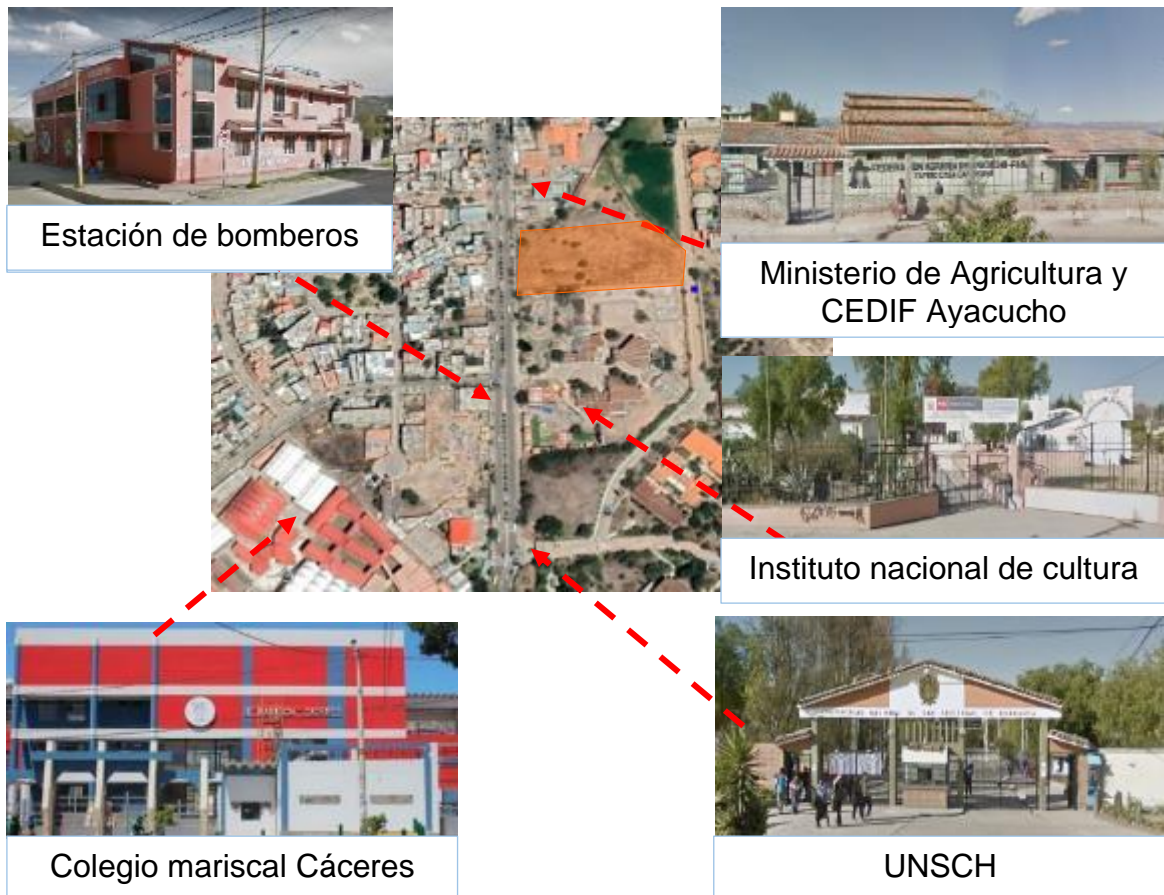 Estación de bomberos
Ministerio de Agricultura y
CEDIF Ayacucho
Instituto nacional de cultura
Colegio mariscal Cáceres
UNSCH